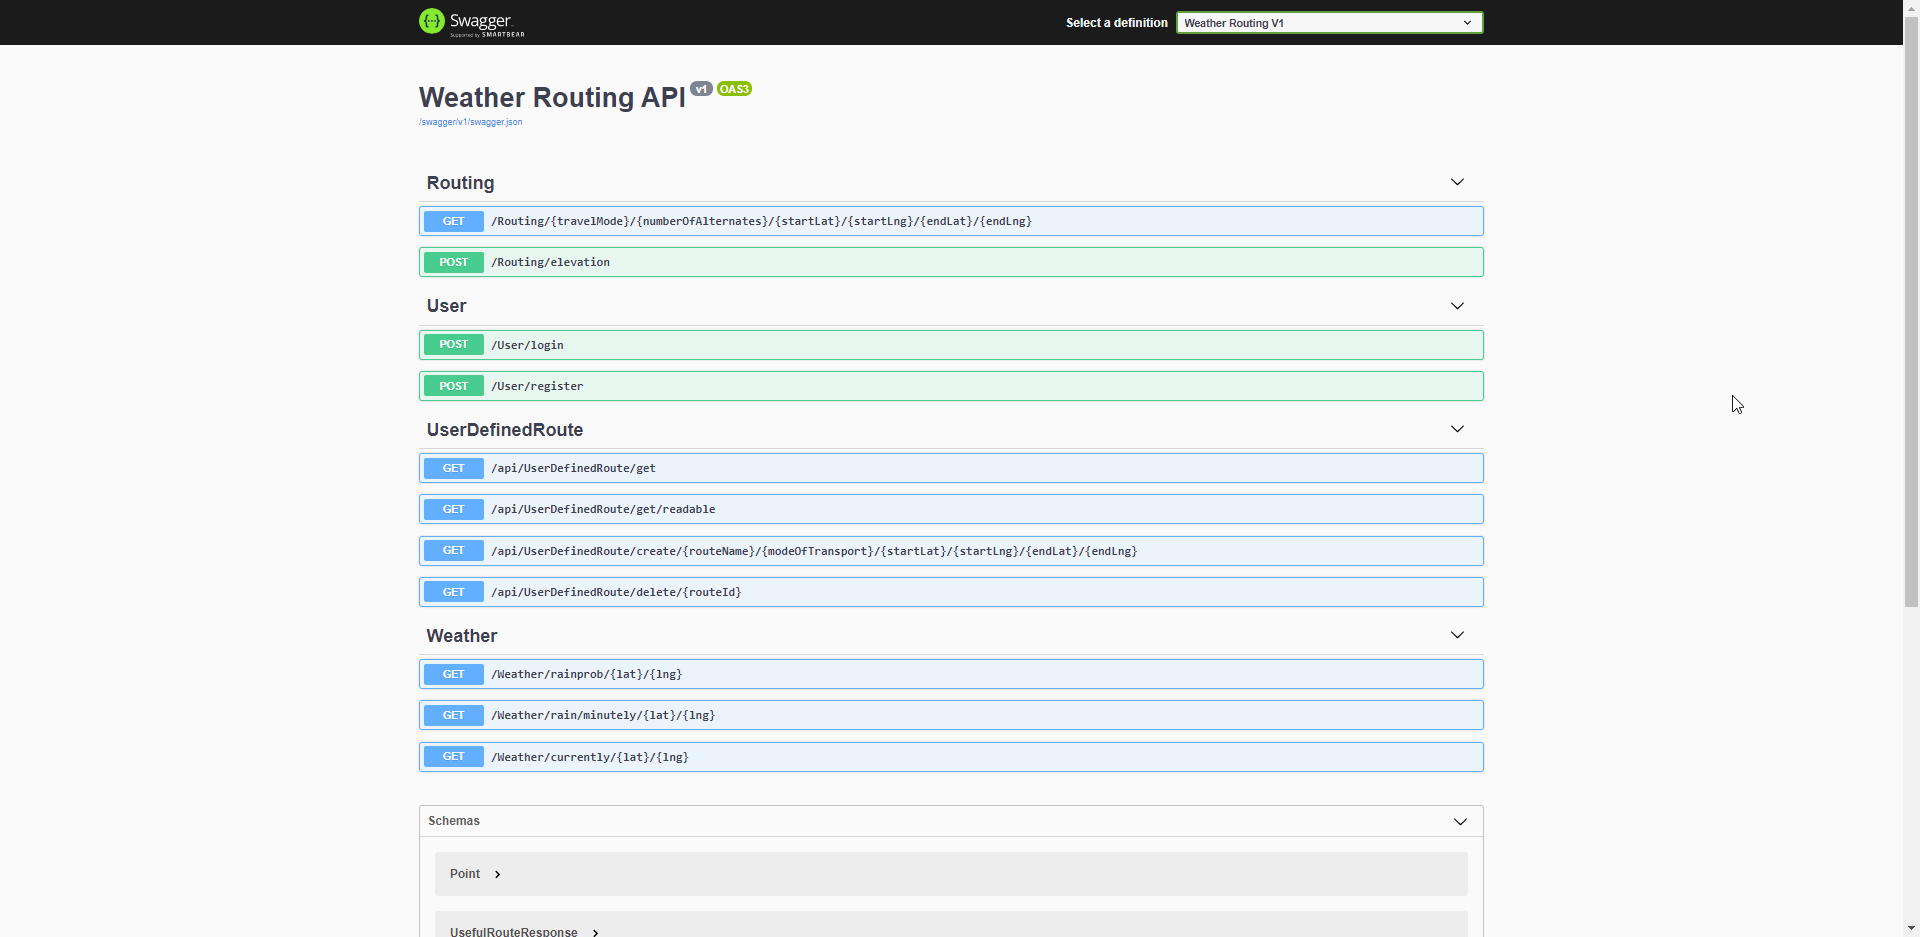 Swagger
Supported by SMARTBEAR
Select a definition
Weather Routing V1
Weather Routing API v1 OAS3
/swagger/v1/swagger.json
Routing
GET /Routing/{travelMode}/{numberOfAlternates}/{startLat}/{startLng}/{endLat}/{endLng}
POST /Routing/elevation
User
POST /User/login
POST /User/register
UserDefinedRoute
GET /api/UserDefinedRoute/get
GET /api/UserDefinedRoute/get/readable
GET /api/UserDefinedRoute/create/{routeName}/{modeOfTransport}/{startLat}/{startLng}/{endLat}/{endLng}
GET /api/UserDefinedRoute/delete/{routeId}
Weather
GET /Weather/rainprob/{lat}/{lng}
GET /Weather/rain/minutely/{lat}/{lng}
GET /Weather/currently/{lat}/{lng}
Schemas
Point
UsefulRouteResponse